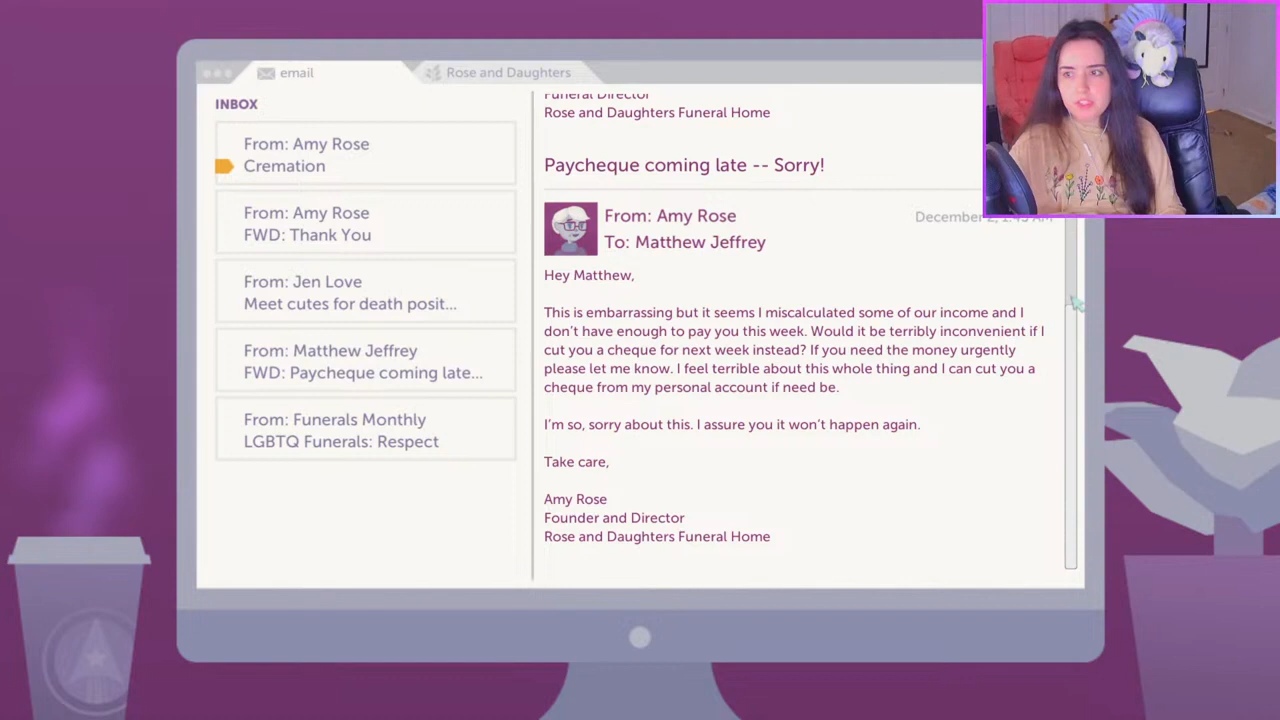 email
Rose and Daughters
INBOX
From: Amy Rose
Cremation
From: Amy Rose
FWD: Thank You
From: Jen Love
Meet cutes for death posit...
From: Matthew Jeffrey
FWD: Paycheque coming late...
From: Funerals Monthly
LGBTQ Funerals: Respect
Funeral Director
Rose and Daughters Funeral Home
Paycheque coming late -- Sorry!
From: Amy Rose
December 2, 1:45 AM
To: Matthew Jeffrey
Hey Matthew,
This is embarrassing but it seems I miscalculated some of our income and I
don't have enough to pay you this week. Would it be terribly inconvenient if I
cut you a cheque for next week instead? If you need the money urgently
please let me know. I feel terrible about this whole thing and I can cut you a
cheque from my personal account if need be.
I'm so, sorry about this. I assure you it won't happen again.
Take care,
Amy Rose
Founder and Director
Rose and Daughters Funeral Home